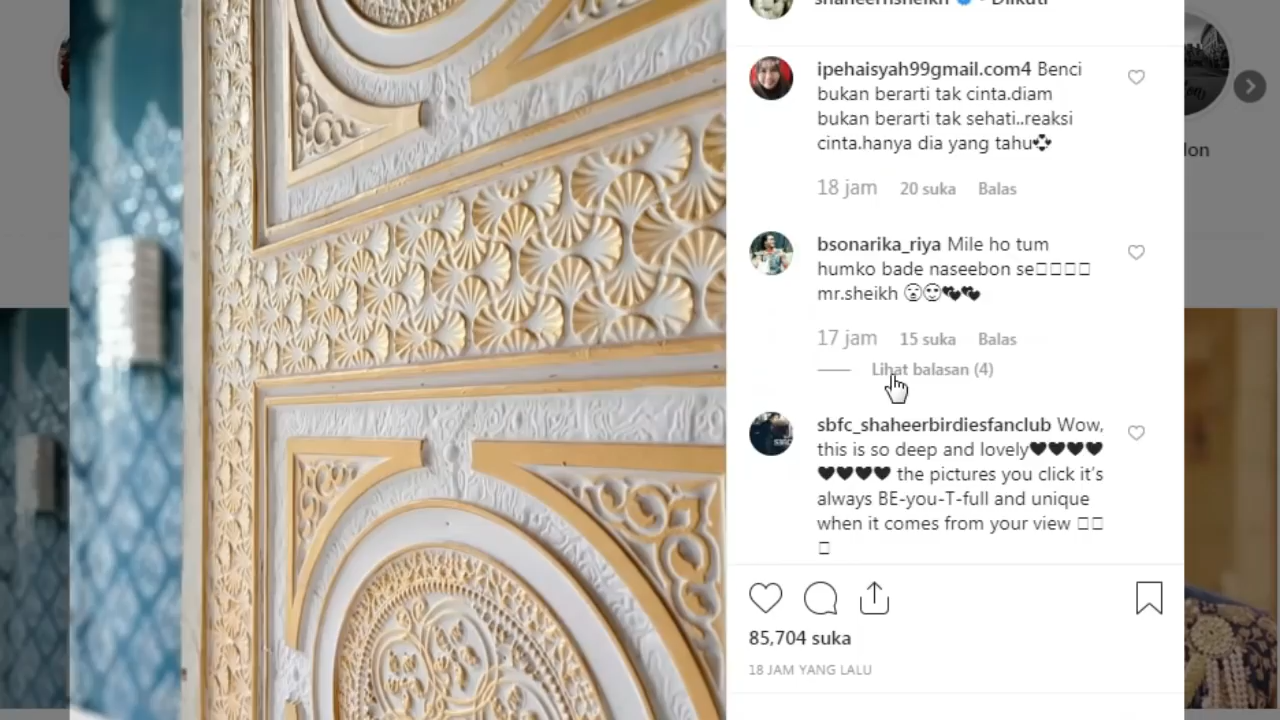 shaheernsheikh • Diikuti
ipehaisyah99gmail.com4 Benci
bukan berarti tak cinta.diam
bukan berarti tak sehati..reaksi
cinta.hanya dia yang tahu
18 jam 20 suka Balas
bsonarika_riya Mile ho tum
humko bade naseebon se
mr.sheikh
17 jam 15 suka Balas
Lihat balasan (4)
sbfc_shaheerbirdiesfanclub Wow,
this is so deep and lovely🖤🖤🖤🖤
🖤🖤🖤🖤 the pictures you click it's
always BE-you-T-full and unique
when it comes from your view
85,704 suka
18 JAM YANG LALU